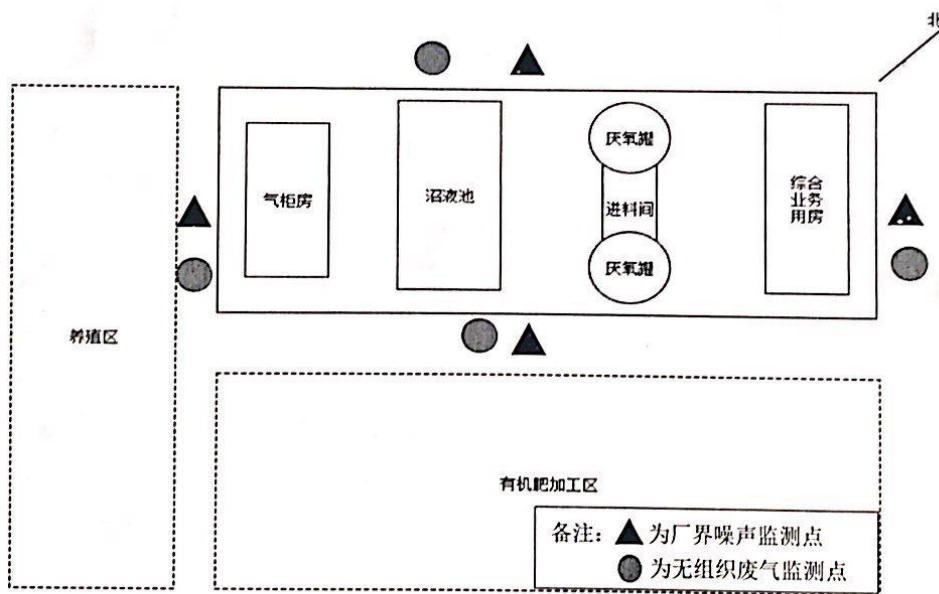 北
厌氧罐
气柜房
沼液池
进料间
综合
业务
用房
厌氧罐
养殖区
有机肥加工区
备注：▲为厂界噪声监测点
为无组织废气监测点